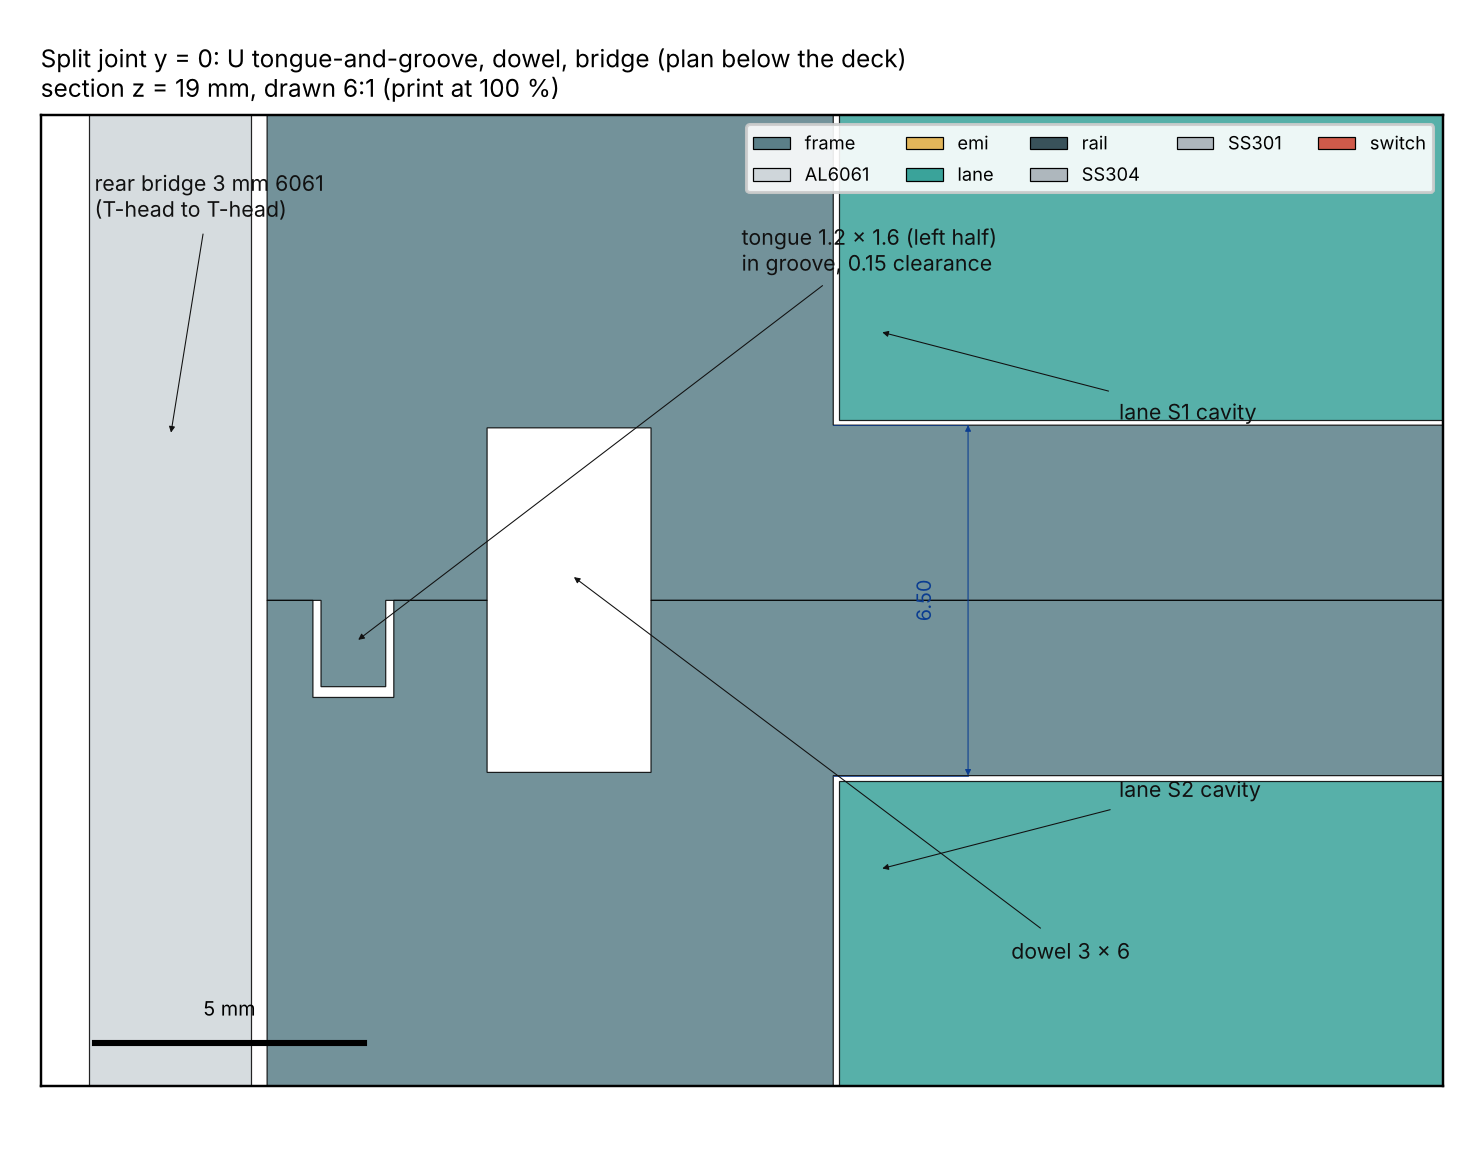 Split joint y = 0: U tongue-and-groove, dowel, bridge (plan below the deck)
section z = 19 mm, drawn 6:1 (print at 100 %)
frame
emi
rail
SS301
switch
AL6061
lane
SS304
rear bridge 3 mm 6061
(T-head to T-head)
tongue 1.2 × 1.6 (left half)
in groove, 0.15 clearance
lane S1 cavity
6.50
lane S2 cavity
dowel 3 × 6
5 mm